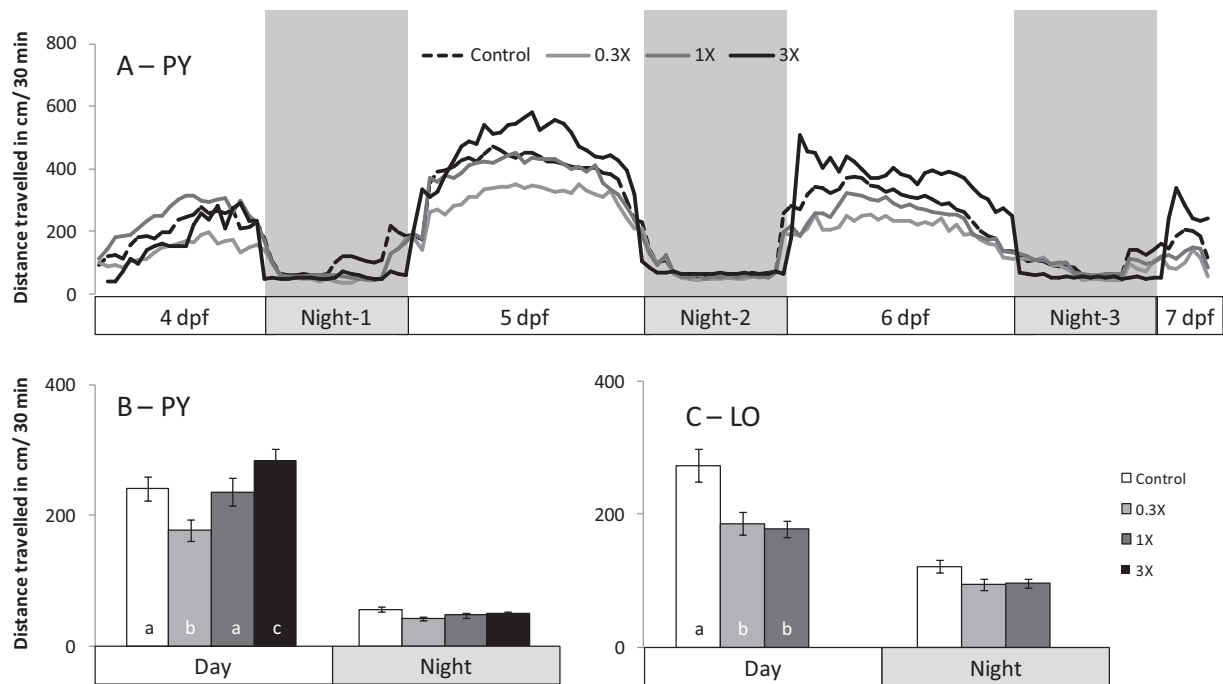 Distance travelled in cm/ 30 min
800
600
400
200
0
A – PY
Control
0.3X
1X
3X
4 dpf
Night-1
5 dpf
Night-2
6 dpf
Night-3
7 dpf
Distance travelled in cm/ 30 min
400
200
0
B – PY
a
b
a
c
Day
Night
400
200
0
C – LO
a
b
b
Day
Night
Control
0.3X
1X
3X